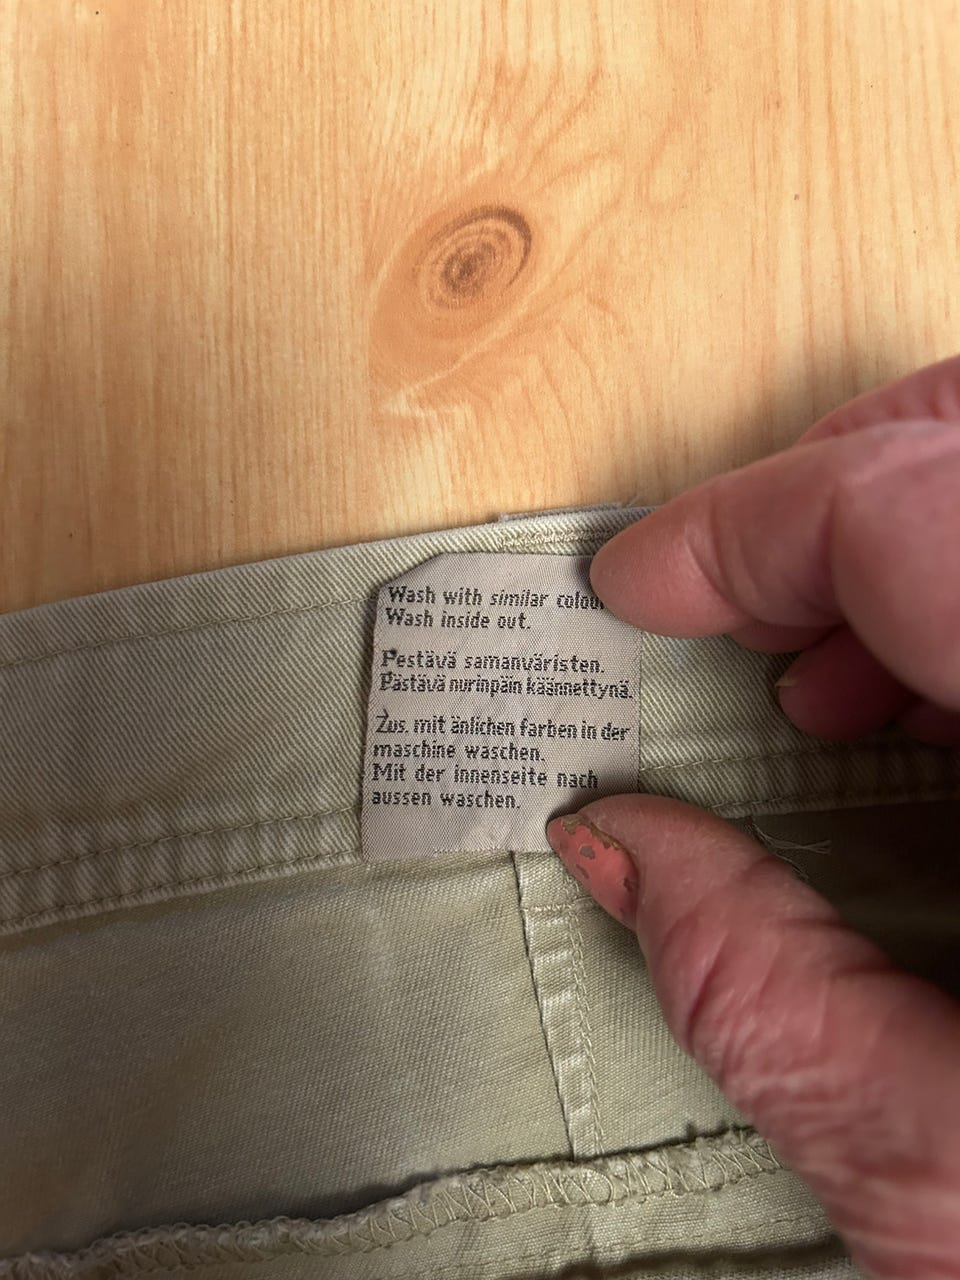 Wash with similar colou
Wash inside out.
Pestävä samanväristen.
Pästävä nurinpäin käännettynä.
Zus. mit änlichen farben in der
maschine waschen.
Mit der innenseite nach
aussen waschen.